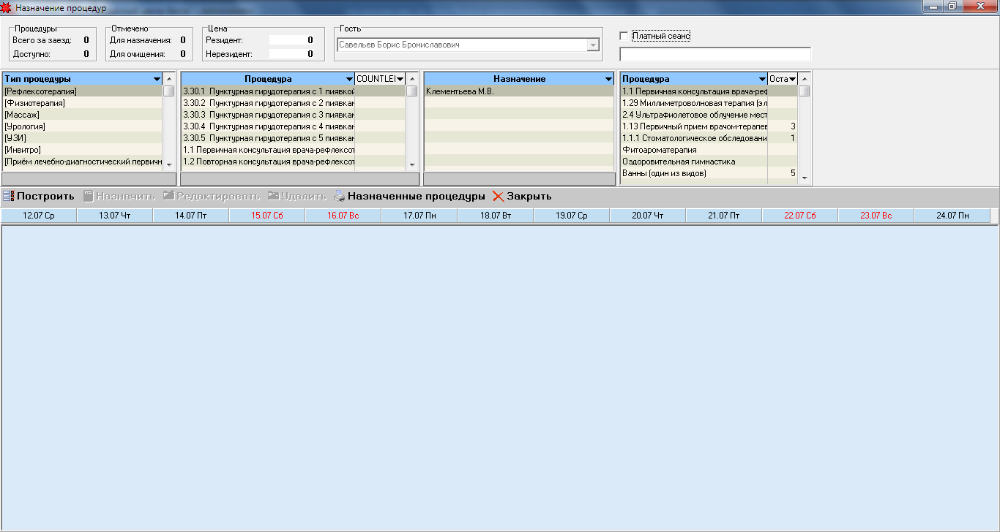 Назначение процедур
Процедуры
Всего за заезд: 0
Доступно: 0
Отмечено
Для назначения: 0
Для очищения: 0
Цена
Резидент: 0
Нерезидент: 0
Гость
Савельев Борис Брониславович
Платный сеанс
Тип процедуры
[Рефлексотерапия]
[Физиотерапия]
[Массаж]
[Урология]
[УЗИ]
[Инвитро]
[Приём лечебно-диагностический первичн
Процедура COUNTLEI
3.30.1 Пунктурная гирудотерапия с 1 пиявкой
3.30.2 Пунктурная гирудотерапия с 2 пиявкам
3.30.3 Пунктурная гирудотерапия с 3 пиявкам
3.30.4 Пунктурная гирудотерапия с 4 пиявкам
3.30.5 Пунктурная гирудотерапия с 5 пиявкам
1.1 Первичная консультация врача-рефлексот
1.2 Повторная консультация врача-рефлексот
Назначение
Клементьева М.В.
Процедура Оста
1.1 Первичная консультация врача-реф
1.29 Миллиметроволновая терапия (эл
2.4 Ультрафиолетовое облучение мест
1.13 Первичный прием врачом-терапев 3
1.1.1 Стоматологическое обследовани 1
Фитоароматерапия
Оздоровительная гимнастика
Ванны (один из видов) 5
Построить Назначить Редактировать Удалить Назначенные процедуры Закрыть
12.07 Ср 13.07 Чт 14.07 Пт 15.07 Сб 16.07 Вс 17.07 Пн 18.07 Вт 19.07 Ср 20.07 Чт 21.07 Пт 22.07 Сб 23.07 Вс 24.07 Пн